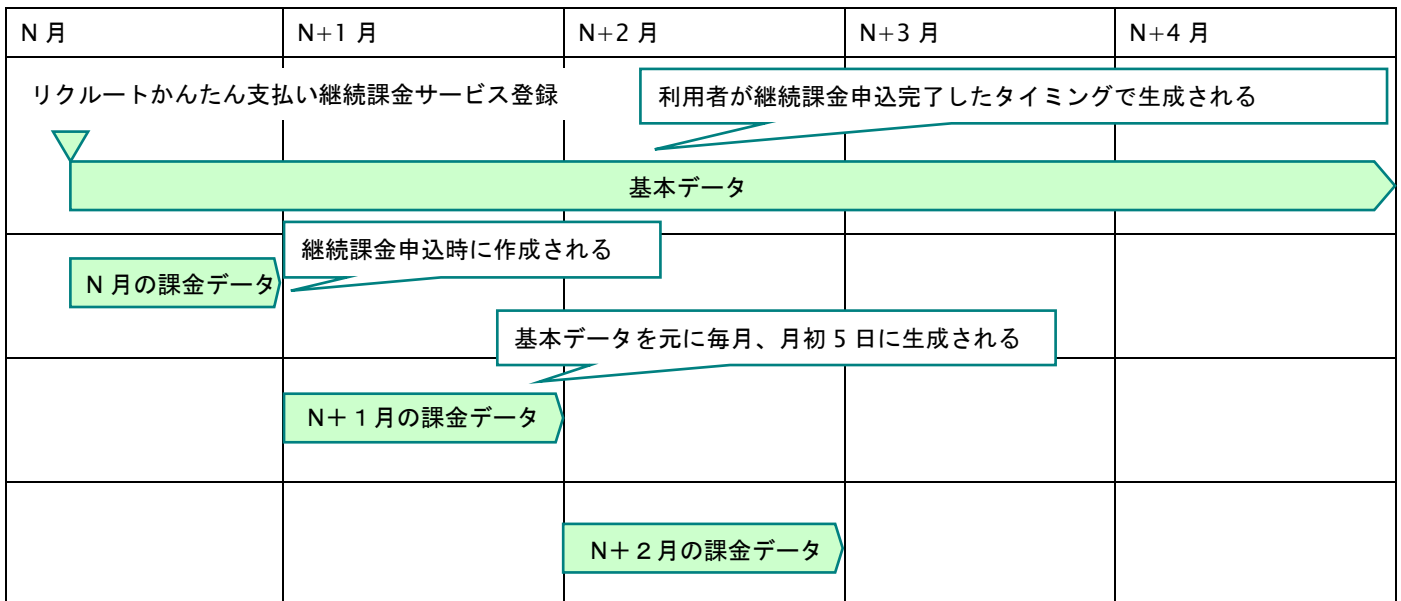 N 月
N+1 月
N+2 月
N+3 月
N+4 月
リクルートかんたん支払い継続課金サービス登録
利用者が継続課金申込完了したタイミングで生成される
基本データ
継続課金申込時に作成される
N 月の課金データ
基本データを元に毎月、月初 5 日に生成される
N＋１月の課金データ
N＋２月の課金データ